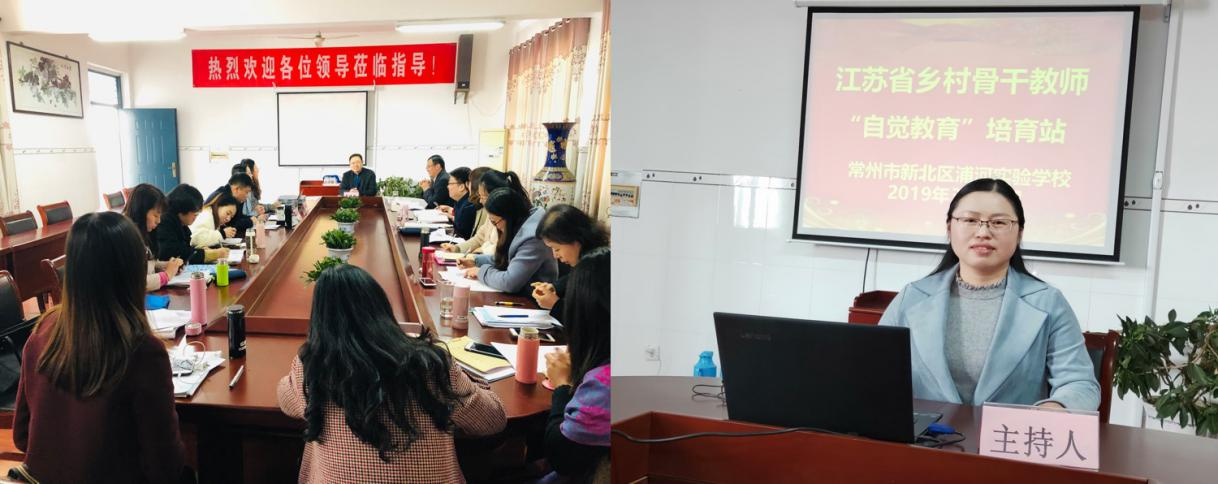 热烈欢迎各位领导莅临指导！
江苏省乡村骨干教师
“自觉教育”培育站
常州市新北区浦河实验学校
2019年
lenovo
主持人